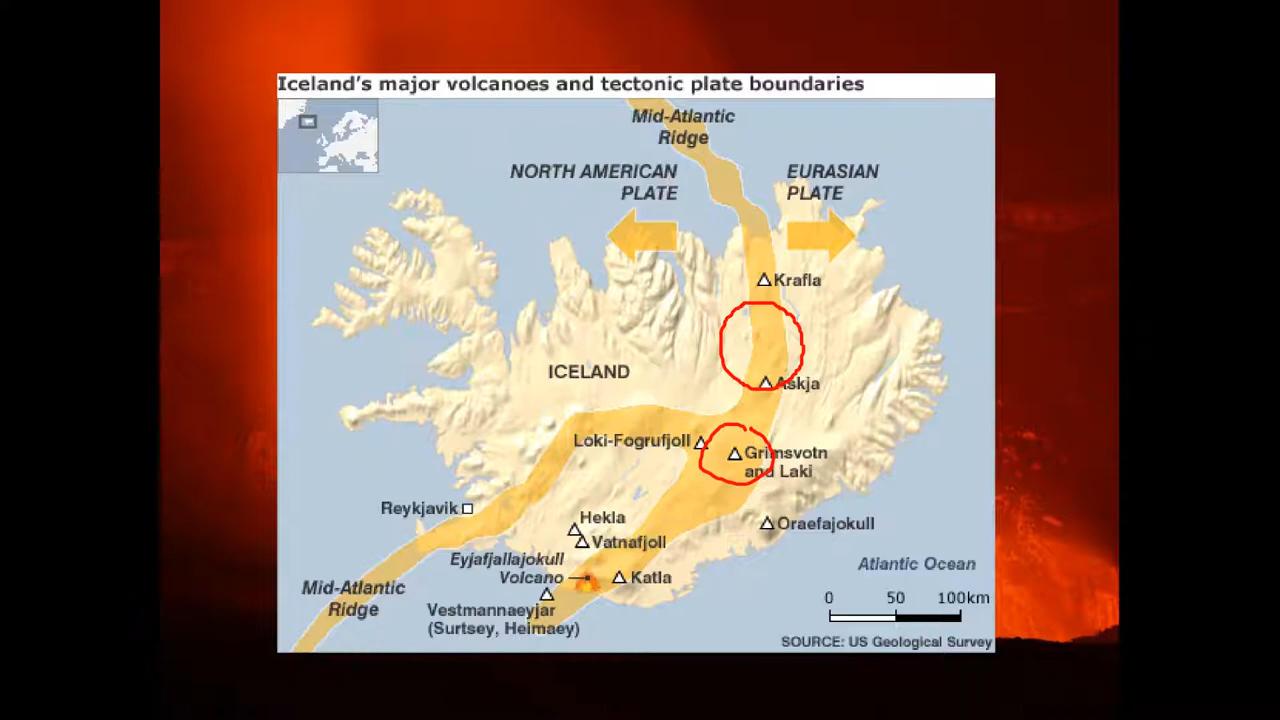 Iceland's major volcanoes and tectonic plate boundaries
Mid-Atlantic
Ridge
NORTH AMERICAN
PLATE
EURASIAN
PLATE
Krafla
ICELAND
Askja
Loki-Fogrufjoll
Grimsvotn
and Laki
Reykjavik
Hekla
Vatnafjoll
Oraefajokull
Eyjafjallajokull
Volcano
Katla
Atlantic Ocean
Mid-Atlantic
Ridge
Vestmannaeyjar
(Surtsey, Heimaey)
0 50 100km
SOURCE: US Geological Survey